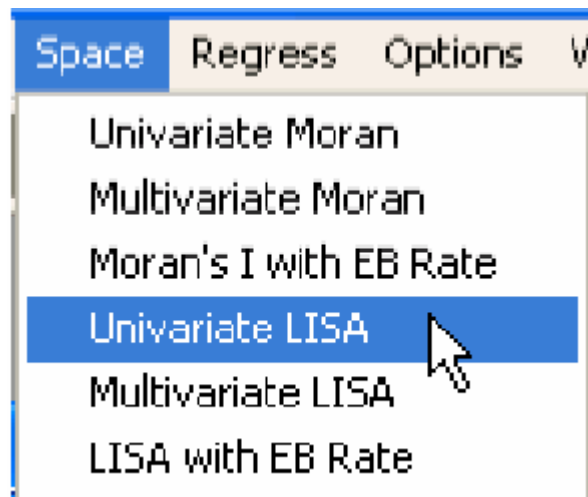 Space Regress Options
Univariate Moran
Multivariate Moran
Moran's I with EB Rate
Univariate LISA
Multivariate LISA
LISA with EB Rate